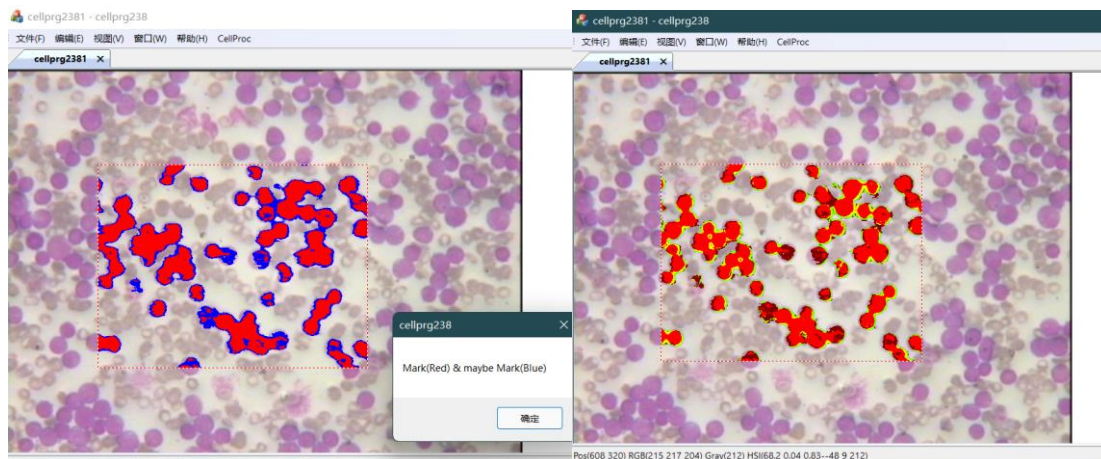 cellprg2381 - cellprg238
文件(F) 编辑(E) 视图(V) 窗口(W) 帮助(H) CellProc
cellprg2381 ×
cellprg238 ×
Mark(Red) & maybe Mark(Blue)
确定
cellprg2381 - cellprg238
文件(F) 编辑(E) 视图(V) 窗口(W) 帮助(H) CellProc
cellprg2381 ×
Pos(608 320) RGB(215 217 204) Gray(212) HSI(68.2 0.04 0.83--48 9 212)